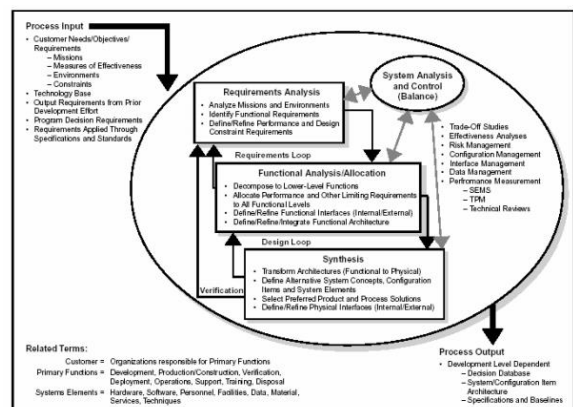 Process Input
• Customer Needs/Objectives/
Requirements
– Missions
– Measures of Effectiveness
– Environments
– Constraints
• Technology Base
• Output Requirements from Prior
Development Effort
• Program Decision Requirements
• Requirements Applied Through
Specifications and Standards
System Analysis
and Control
(Balance)
Requirements Analysis
• Analyze Missions and Environments
• Identify Functional Requirements
• Define/Refine Performance and Design
Constraint Requirements
• Trade-Off Studies
• Effectiveness Analyses
• Risk Management
• Configuration Management
• Interface Management
• Data Management
• Perfromance Measurement
– SEMS
– TPM
– Technical Reviews
Requirements Loop
Functional Analysis/Allocation
• Decompose to Lower-Level Functions
• Allocate Performance and Other Limiting Requirements to
All Functional Levels
• Define/Refine Functional Interfaces (Internal/External)
• Define/Refine/Integrate Functional Architecture
Design Loop
Synthesis
• Transform Architectures (Functional to Physical)
• Define Alternative System Concepts, Configuration
Items and System Elements
• Select Preferred Product and Process Solutions
• Define/Refine Physical Interfaces (Internal/External)
Verification
Related Terms:
Customer = Organizations responsible for Primary Functions
Primary Functions = Development, Production/Construction, Verification,
Deployment, Operations, Support, Training, Disposal
Systems Elements = Hardware, Software, Personnel, Facilities, Data, Material,
Services, Techniques
Process Output
• Development Level Dependent
– Decision Database
– System/Configuration Item
Architecture
– Specifications and Baselines